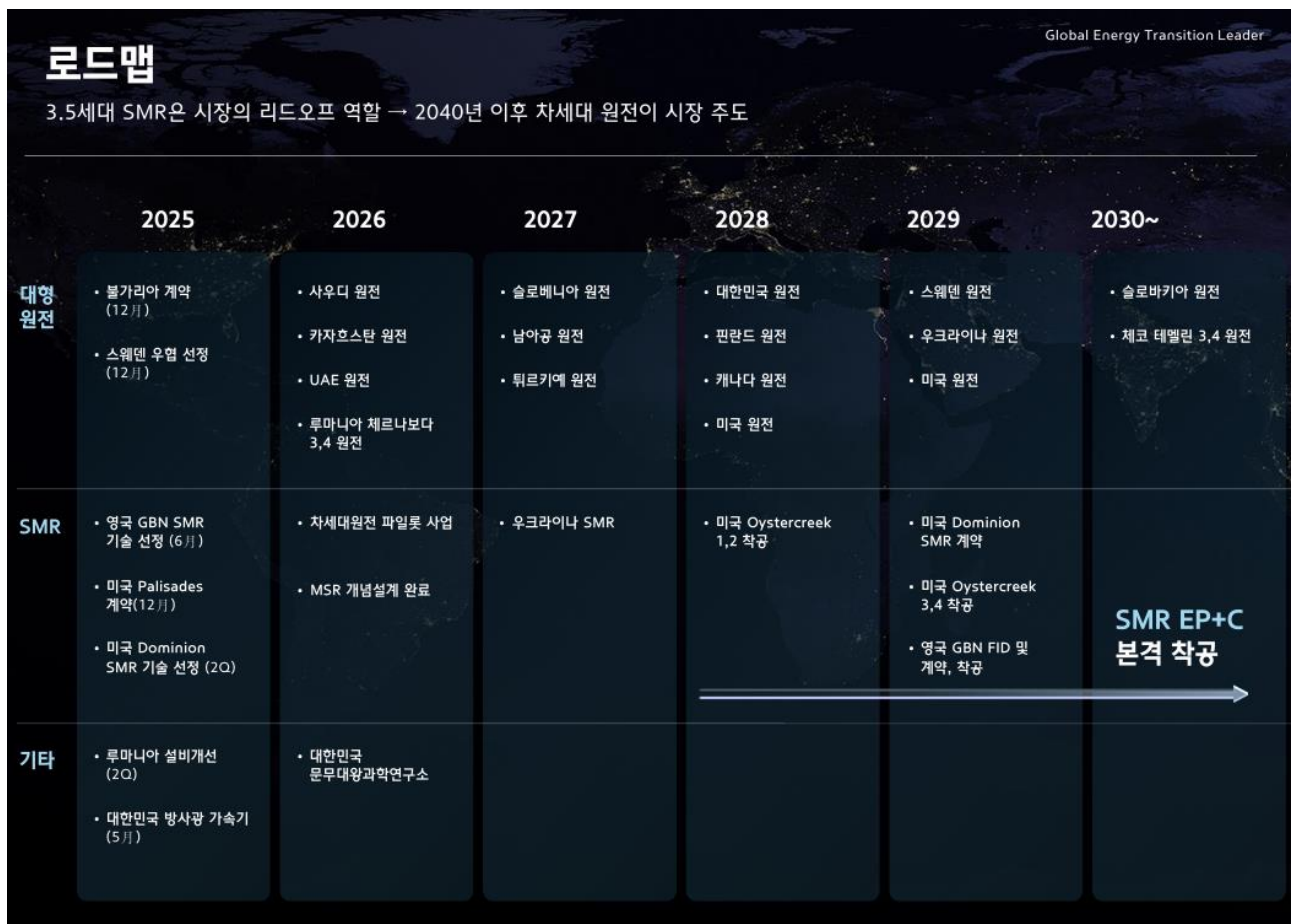 Global Energy Transition Leader
로드맵
3.5세대 SMR은 시장의 리드오프 역할 → 2040년 이후 차세대 원전이 시장 주도
2025
2026
2027
2028
2029
2030~
대형
원전
• 불가리아 계약
(12月)
• 스웨덴 우협 선정
(12月)
• 사우디 원전
• 카자흐스탄 원전
• UAE 원전
• 루마니아 체르나보다
3,4 원전
• 슬로베니아 원전
• 남아공 원전
• 튀르키예 원전
• 대한민국 원전
• 핀란드 원전
• 캐나다 원전
• 미국 원전
• 스웨덴 원전
• 우크라이나 원전
• 미국 원전
• 슬로바키아 원전
• 체코 테멜린 3,4 원전
SMR
• 영국 GBN SMR
기술 선정 (6月)
• 미국 Palisades
계약(12月)
• 미국 Dominion
SMR 기술 선정 (2Q)
• 차세대원전 파일롯 사업
• MSR 개념설계 완료
• 우크라이나 SMR
• 미국 Oystercreek
1,2 착공
• 미국 Dominion
SMR 계약
• 미국 Oystercreek
3,4 착공
• 영국 GBN FID 및
계약, 착공
SMR EP+C
본격 착공
기타
• 루마니아 설비개선
(2Q)
• 대한민국 방사광 가속기
(5月)
• 대한민국
문무대왕과학연구소